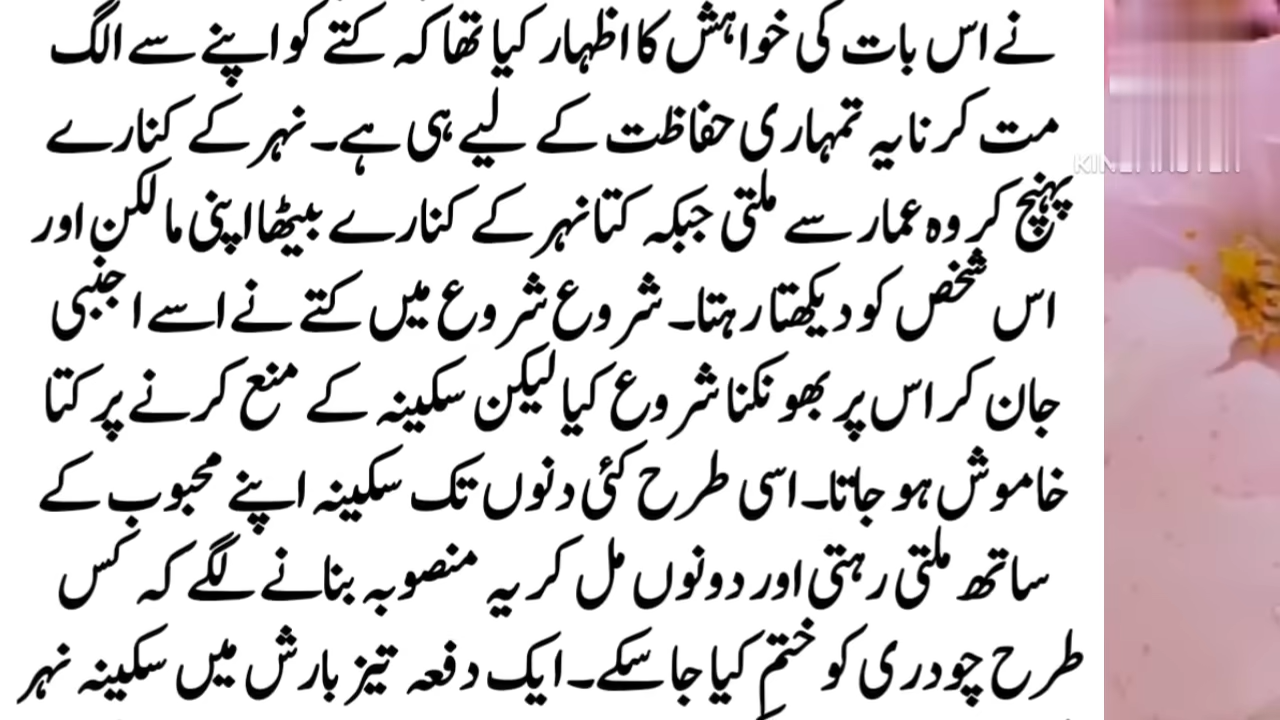 نے اس بات کی خواہش کا اظہار کیا تھا کہ کتے کو اپنے سے الگ
مت کرنا یہ تمہاری حفاظت کے لیے ہی ہے۔ نہر کے کنارے
پہنچ کر وہ عمار سے ملتی جبکہ کتا نہر کے کنارے بیٹھا اپنی مالکن اور
اس شخص کو دیکھتا رہتا۔ شروع شروع میں کتے نے اسے اجنبی
جان کر اس پر بھونکنا شروع کیا لیکن سکینہ کے منع کرنے پر کتا
خاموش ہو جاتا۔ اسی طرح کئی دنوں تک سکینہ اپنے محبوب کے
ساتھ ملتی رہتی اور دونوں مل کر یہ منصوبہ بنانے لگے کہ کس
طرح چودری کو ختم کیا جا سکے۔ ایک دفعہ تیز بارش میں سکینہ نہر